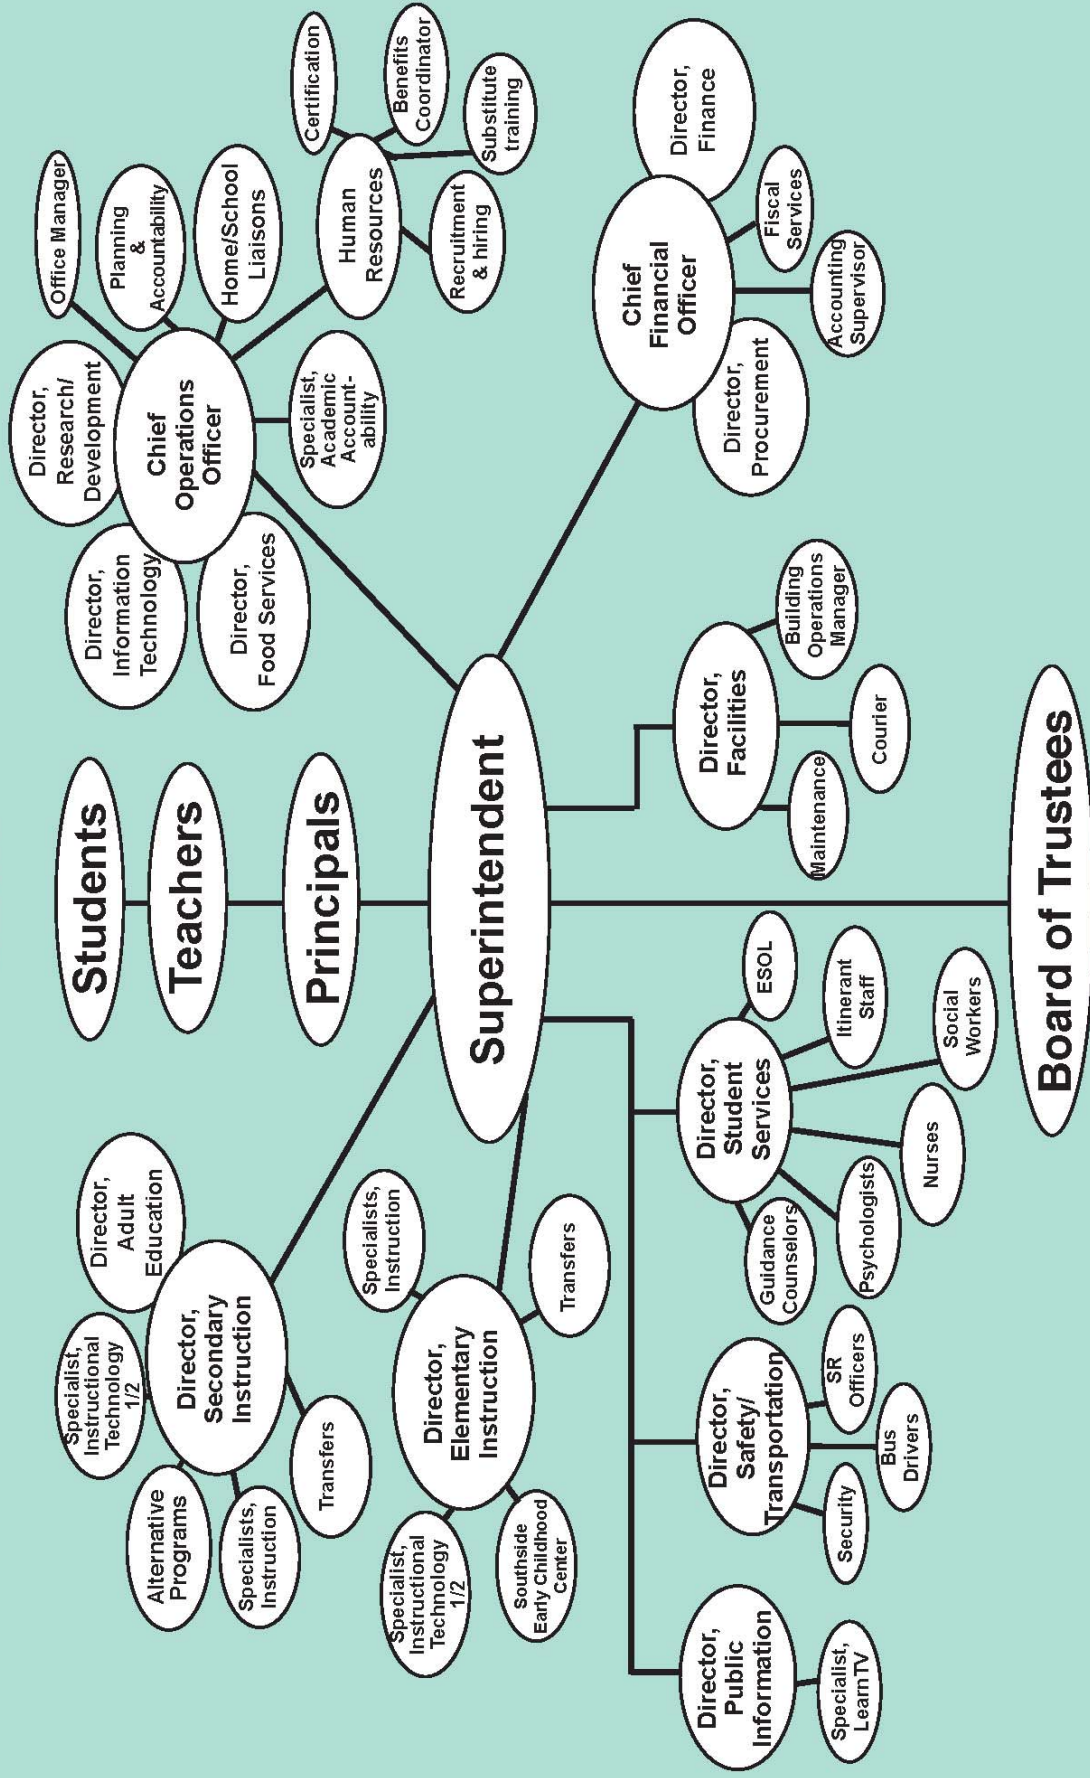 Students
Teachers
Principals
Superintendent
Board of Trustees
Director,
Adult
Education
Specialist,
Instructional
Technology
1/2
Alternative
Programs
Director,
Secondary
Instruction
Specialists,
Instruction
Transfers
Specialists,
Instruction
Director,
Elementary
Instruction
Transfers
Specialist,
Instructional
Technology
1/2
Southside
Early Childhood
Center
Director,
Research/
Development
Office Manager
Planning
&
Accountability
Home/School
Liaisons
Director,
Information
Technology
Chief
Operations
Officer
Director,
Food Services
Specialist,
Academic
Account-
ability
Human
Resources
Certification
Benefits
Coordinator
Substitute
training
Recruitment
& hiring
Chief
Financial
Officer
Director,
Finance
Fiscal
Services
Accounting
Supervisor
Director,
Procurement
Director,
Facilities
Maintenance
Courier
Building
Operations
Manager
Director,
Student
Services
Guidance
Counselors
Psychologists
Nurses
Social
Workers
Itinerant
Staff
ESOL
Director,
Safety/
Transportation
Security
Bus
Drivers
SR
Officers
Director,
Public
Information
Specialist,
LearnTV